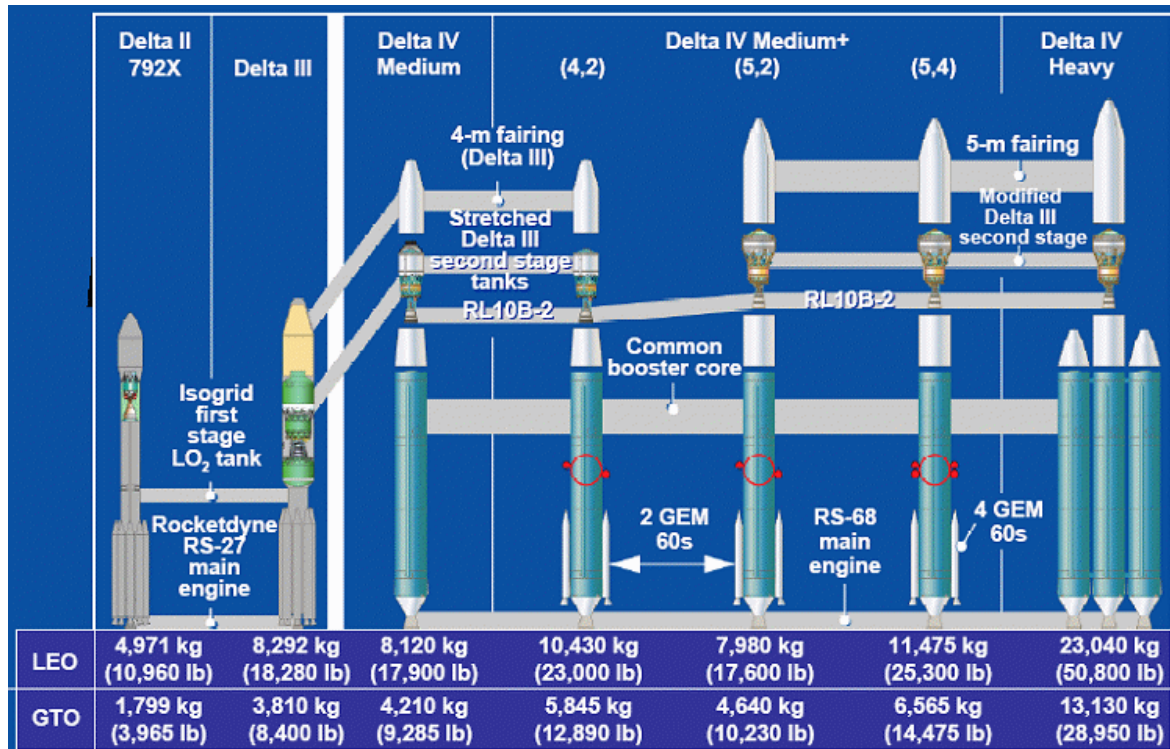 Delta II
792X
Delta III
Delta IV
Medium
Delta IV Medium+
(4,2)
(5,2)
(5,4)
Delta IV
Heavy
4-m fairing
(Delta III)
5-m fairing
Stretched
Delta III
second stage
tanks
Modified
Delta III
second stage
RL10B-2
RL10B-2
Common
booster core
Isogrid
first
stage
LO₂ tank
Rocketdyne
RS-27
main
engine
2 GEM
60s
RS-68
main
engine
4 GEM
60s
LEO 4,971 kg 8,292 kg 8,120 kg 10,430 kg 7,980 kg 11,475 kg 23,040 kg
(10,960 lb) (18,280 lb) (17,900 lb) (23,000 lb) (17,600 lb) (25,300 lb) (50,800 lb)
GTO 1,799 kg 3,810 kg 4,210 kg 5,845 kg 4,640 kg 6,565 kg 13,130 kg
(3,965 lb) (8,400 lb) (9,285 lb) (12,890 lb) (10,230 lb) (14,475 lb) (28,950 lb)